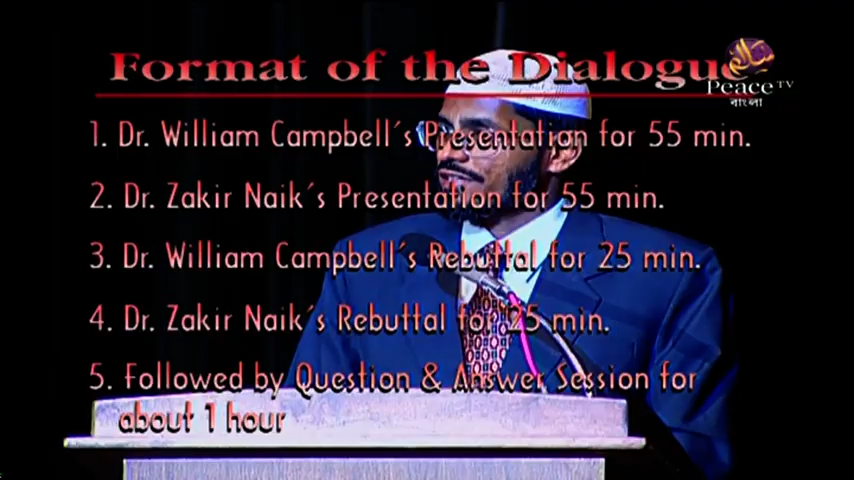 Format of the Dialogue
سلام
Peace TV
বাংলা
1. Dr. William Campbell´s Presentation for 55 min.
2. Dr. Zakir Naik´s Presentation for 55 min.
3. Dr. William Campbell´s Rebuttal for 25 min.
4. Dr. Zakir Naik´s Rebuttal for 25 min.
5. Followed by Question & Answer Session for
about 1 hour